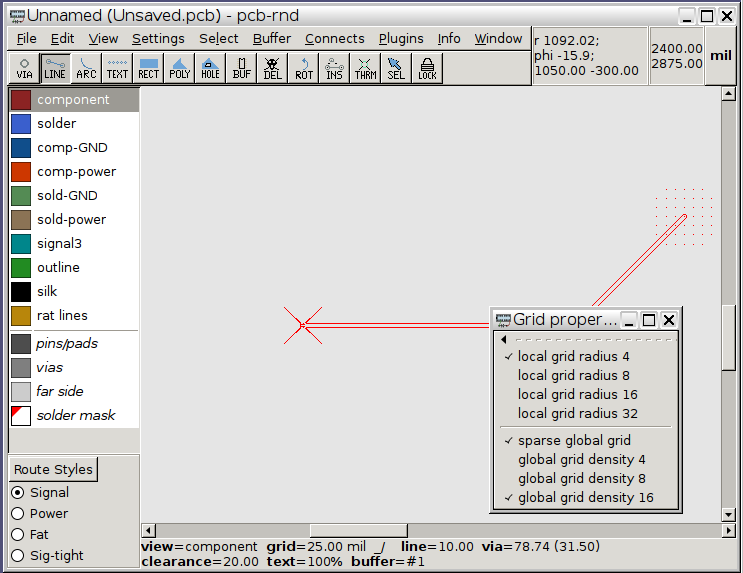 Unnamed (Unsaved.pcb) - pcb-rnd
File Edit View Settings Select Buffer Connects Plugins Info Window
r 1092.02;
phi -15.9;
1050.00 -300.00
2400.00
2875.00
mil
VIA LINE ARC TEXT RECT POLY HOLE BUF DEL ROT INS THRM SEL LOCK
component
solder
comp-GND
comp-power
sold-GND
sold-power
signal3
outline
silk
rat lines
pins/pads
vias
far side
solder mask
Route Styles
Signal
Power
Fat
Sig-tight
Grid proper...
local grid radius 4
local grid radius 8
local grid radius 16
local grid radius 32
sparse global grid
global grid density 4
global grid density 8
global grid density 16
view=component grid=25.00 mil _/ line=10.00 via=78.74 (31.50)
clearance=20.00 text=100% buffer=#1